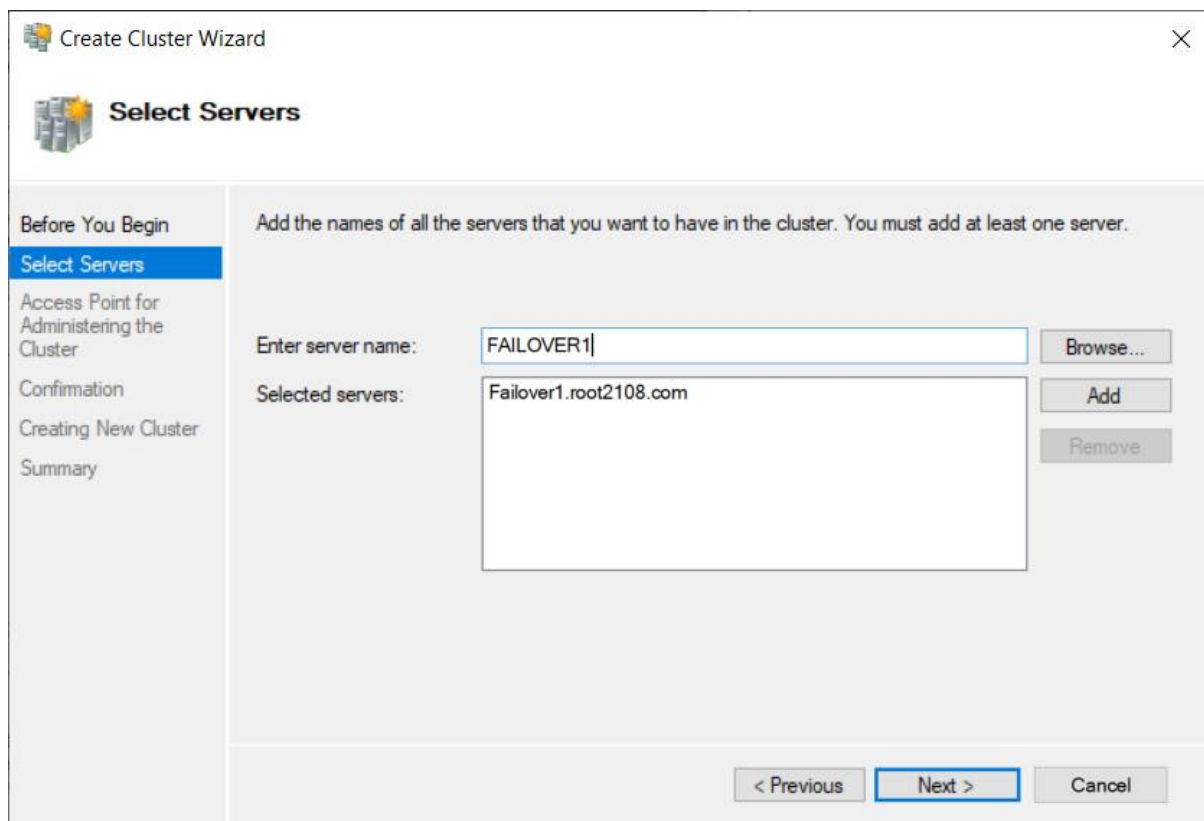 Create Cluster Wizard
Select Servers
Before You Begin
Select Servers
Access Point for
Administering the
Cluster
Confirmation
Creating New Cluster
Summary
Add the names of all the servers that you want to have in the cluster. You must add at least one server.
Enter server name:
FAILOVER1
Browse...
Selected servers:
Failover1.root2108.com
Add
Remove
< Previous
Next >
Cancel